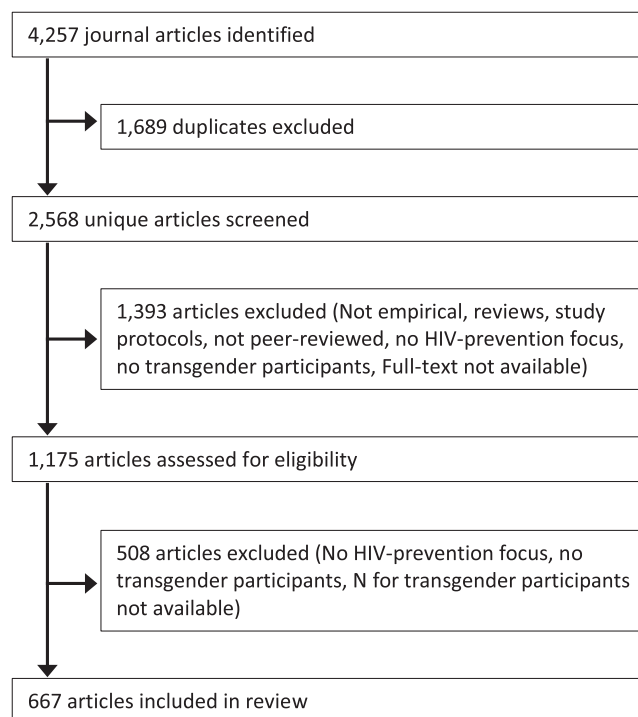 4,257 journal articles identified
1,689 duplicates excluded
2,568 unique articles screened
1,393 articles excluded (Not empirical, reviews, study
protocols, not peer-reviewed, no HIV-prevention focus,
no transgender participants, Full-text not available)
1,175 articles assessed for eligibility
508 articles excluded (No HIV-prevention focus, no
transgender participants, N for transgender participants
not available)
667 articles included in review